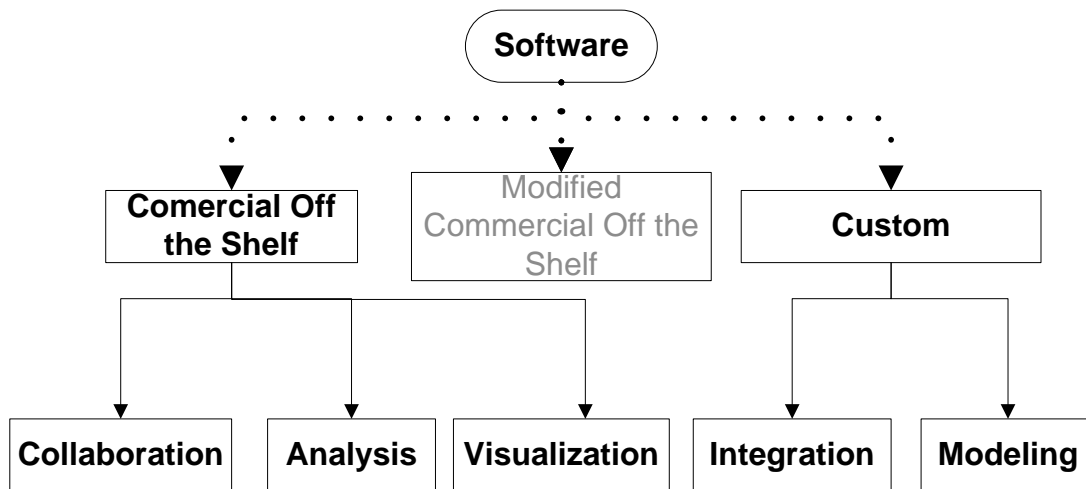 Software
Comercial Off
the Shelf
Modified
Commercial Off the
Shelf
Custom
Collaboration
Analysis
Visualization
Integration
Modeling